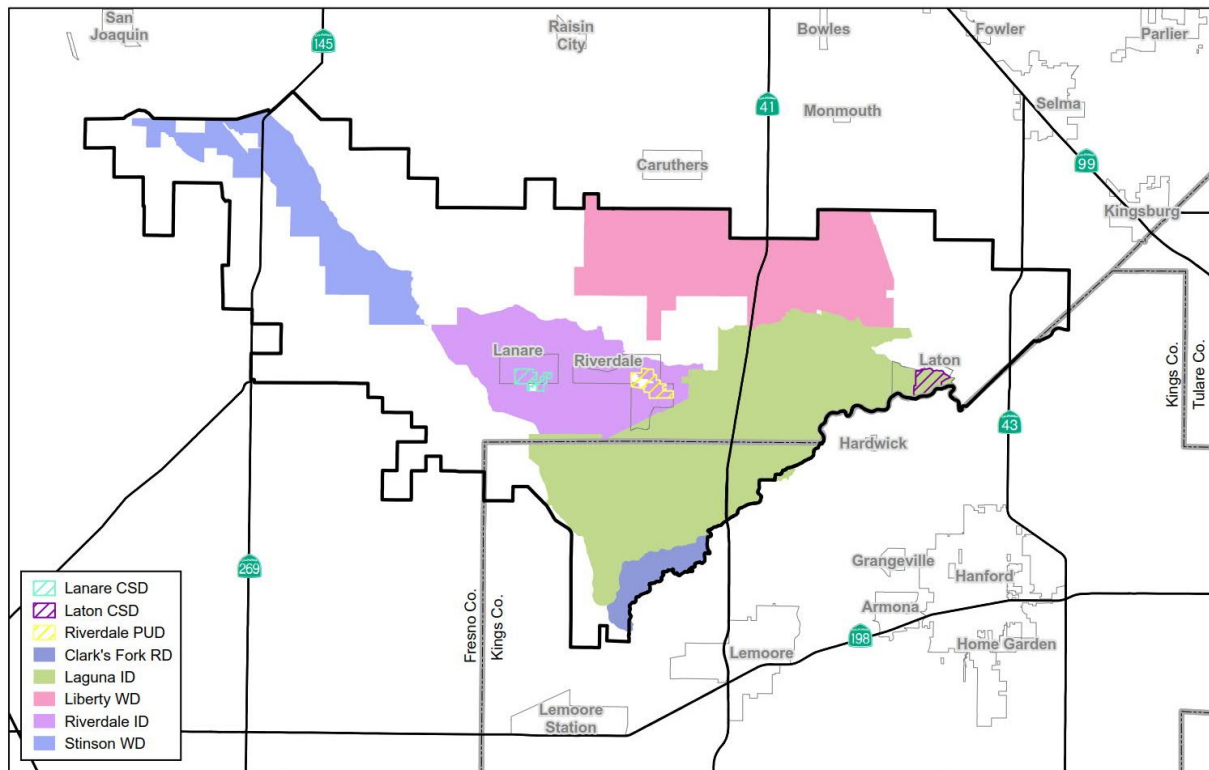 San
Joaquin
145
Raisin
City
Bowles
Fowler
Parlier
41
Monmouth
Selma
Caruthers
99
Kingsburg
Lanare
Riverdale
Laton
Kings Co.
Tulare Co.
Hardwick
43
269
Fresno Co.
Kings Co.
Grangeville
Hanford
Armona
198
Home Garden
Lemoore
Lemoore
Station
Lanare CSD
Laton CSD
Riverdale PUD
Clark's Fork RD
Laguna ID
Liberty WD
Riverdale ID
Stinson WD